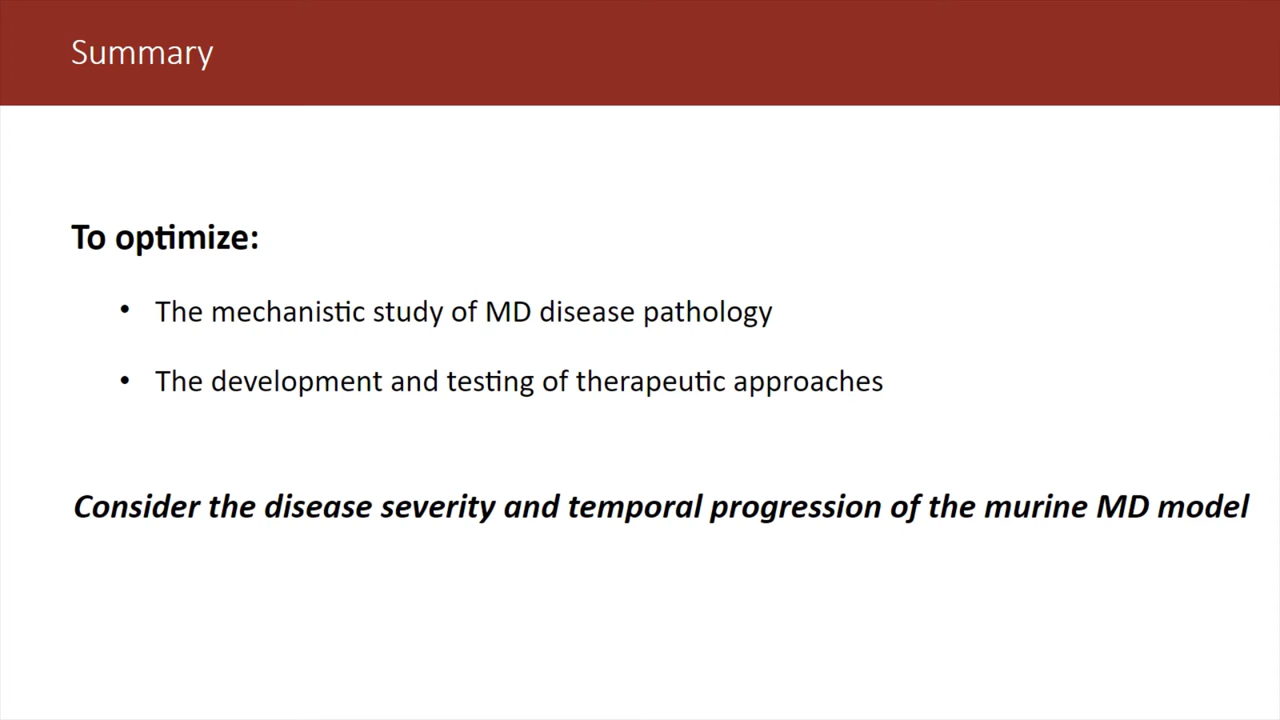 Summary
To optimize:
• The mechanistic study of MD disease pathology
• The development and testing of therapeutic approaches
Consider the disease severity and temporal progression of the murine MD model